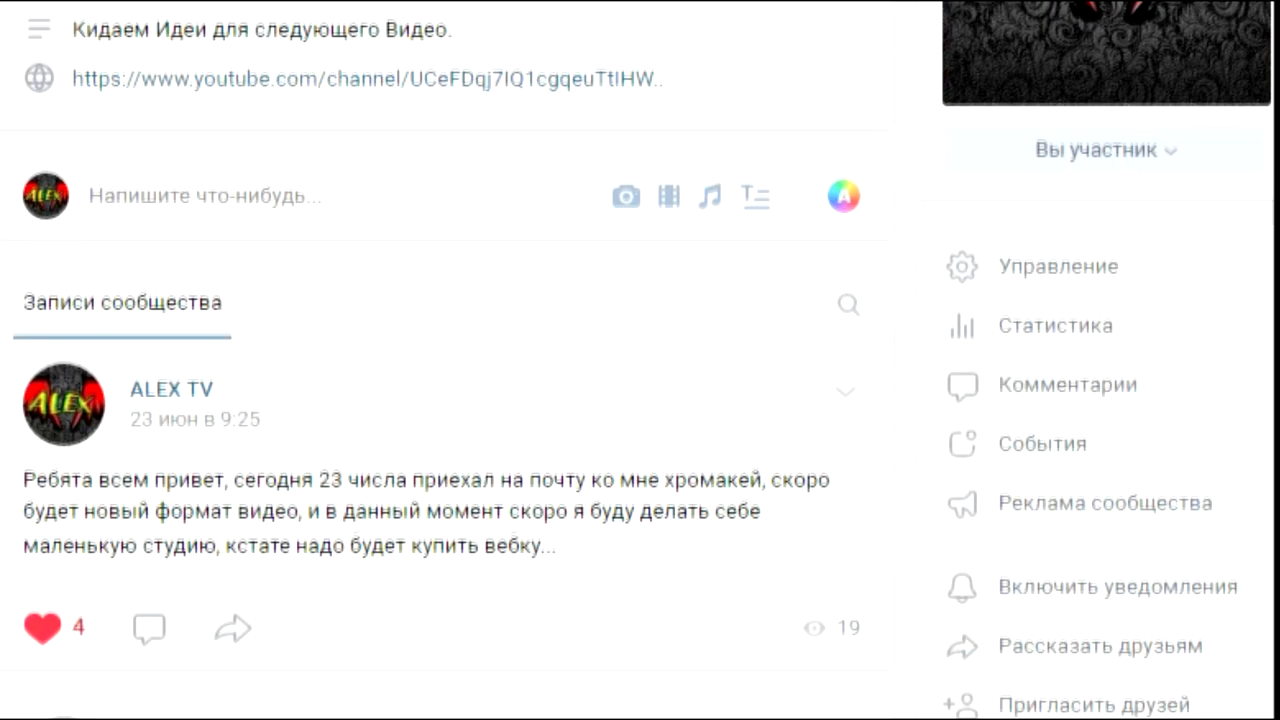 Кидаем Идеи для следующего Видео.
https://www.youtube.com/channel/UCeFDqj7IQ1cgqeuTtIHW..
Вы участник
ALEX
Напишите что-нибудь...
A
Записи сообщества
ALEX
ALEX TV
23 июн в 9:25
Ребята всем привет, сегодня 23 числа приехал на почту ко мне хромакей, скоро
будет новый формат видео, и в данный момент скоро я буду делать себе
маленькую студию, кстате надо будет купить вебку...
4
19
Управление
Статистика
Комментарии
События
Реклама сообщества
Включить уведомления
Рассказать друзьям
Пригласить друзей